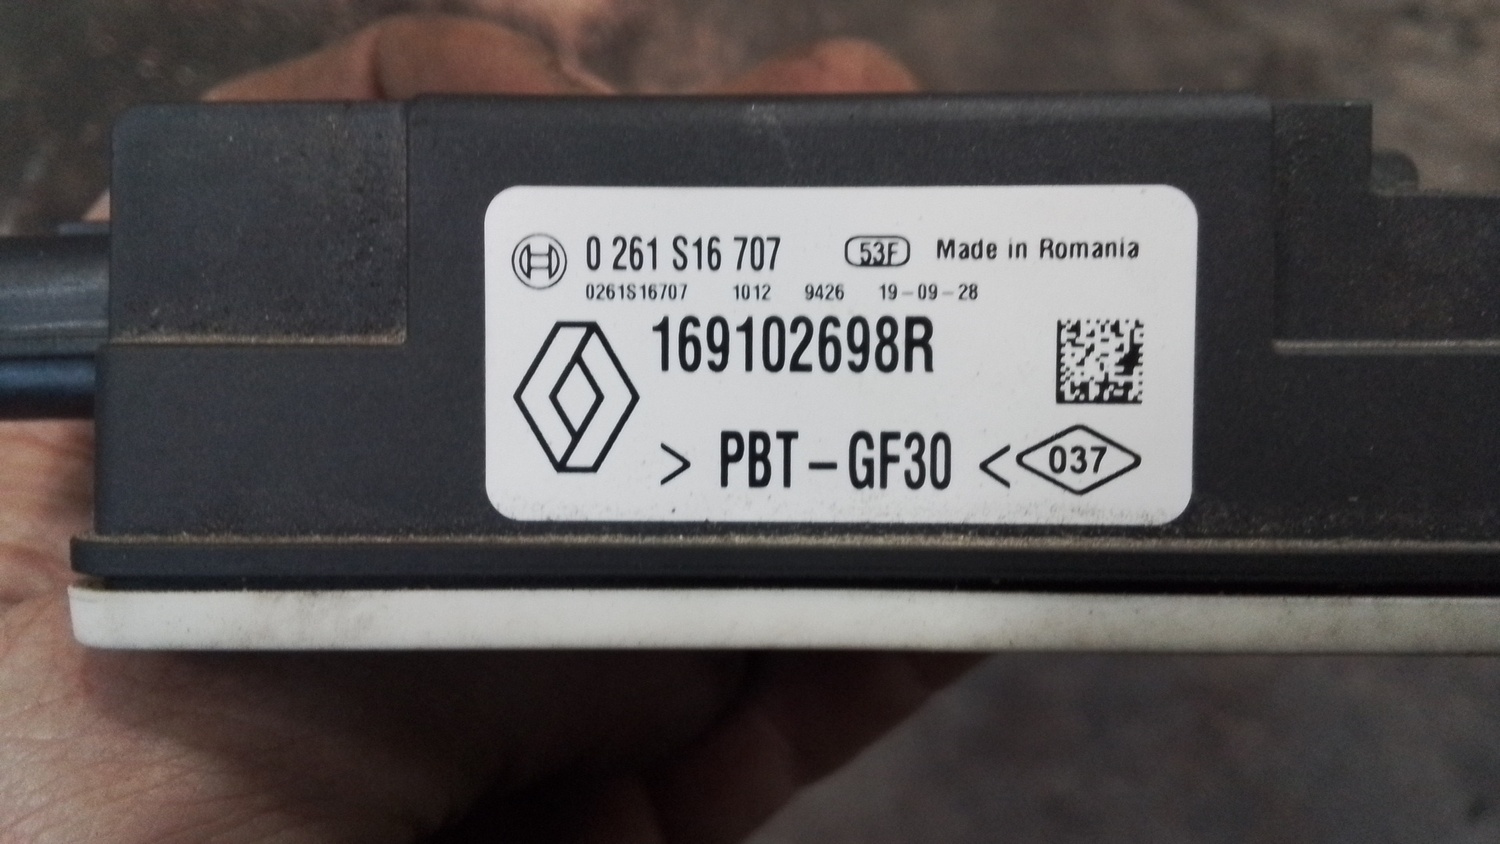 0 261 S16 707 53F Made in Romania
0261S16707 1012 9426 19-09-28
169102698R
> PBT-GF30 < 037